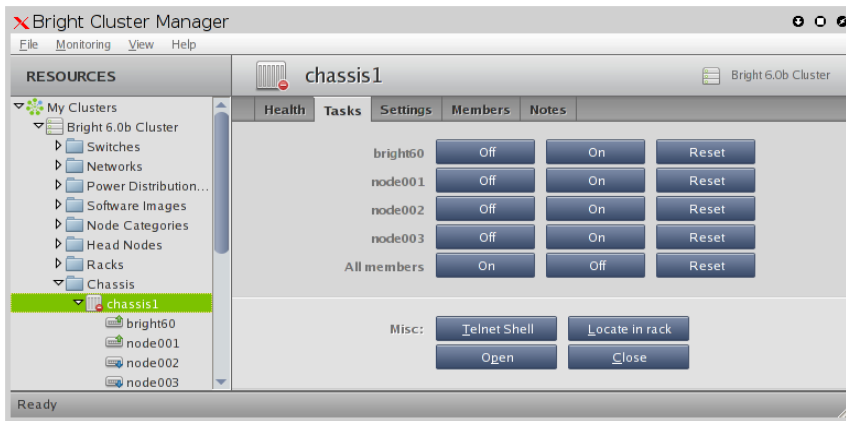 Bright Cluster Manager
File Monitoring View Help
RESOURCES
chassis1
Bright 6.0b Cluster
My Clusters
Bright 6.0b Cluster
Switches
Networks
Power Distribution...
Software Images
Node Categories
Head Nodes
Racks
Chassis
chassis1
bright60
node001
node002
node003
Health Tasks Settings Members Notes
bright60 Off On Reset
node001 Off On Reset
node002 Off On Reset
node003 Off On Reset
All members On Off Reset
Misc: Telnet Shell Locate in rack
Open Close
Ready